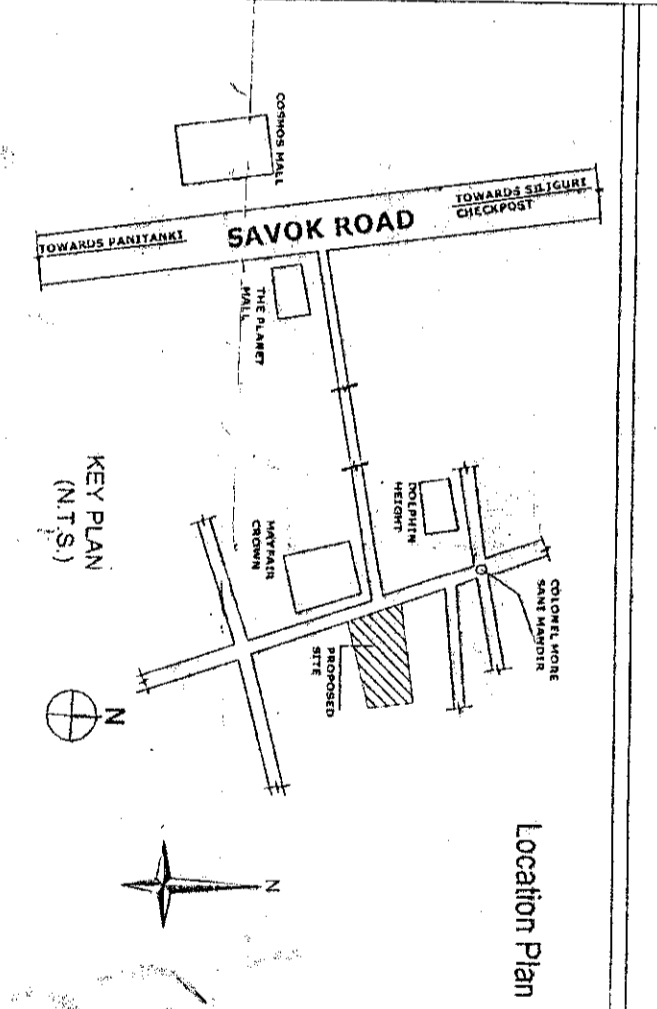 Location Plan
COSMOS MALL
TOWARDS PANITANKI
SAVOK ROAD
TOWARDS SILIGURI
CHECKPOST
THE PLANET
MALL
DOLPHIN
HEIGHT
COLONEL MORE
SANI MANDIR
MAYFAIR
CROWN
PROPOSED
SITE
KEY PLAN
(N.T.S.)
N
N